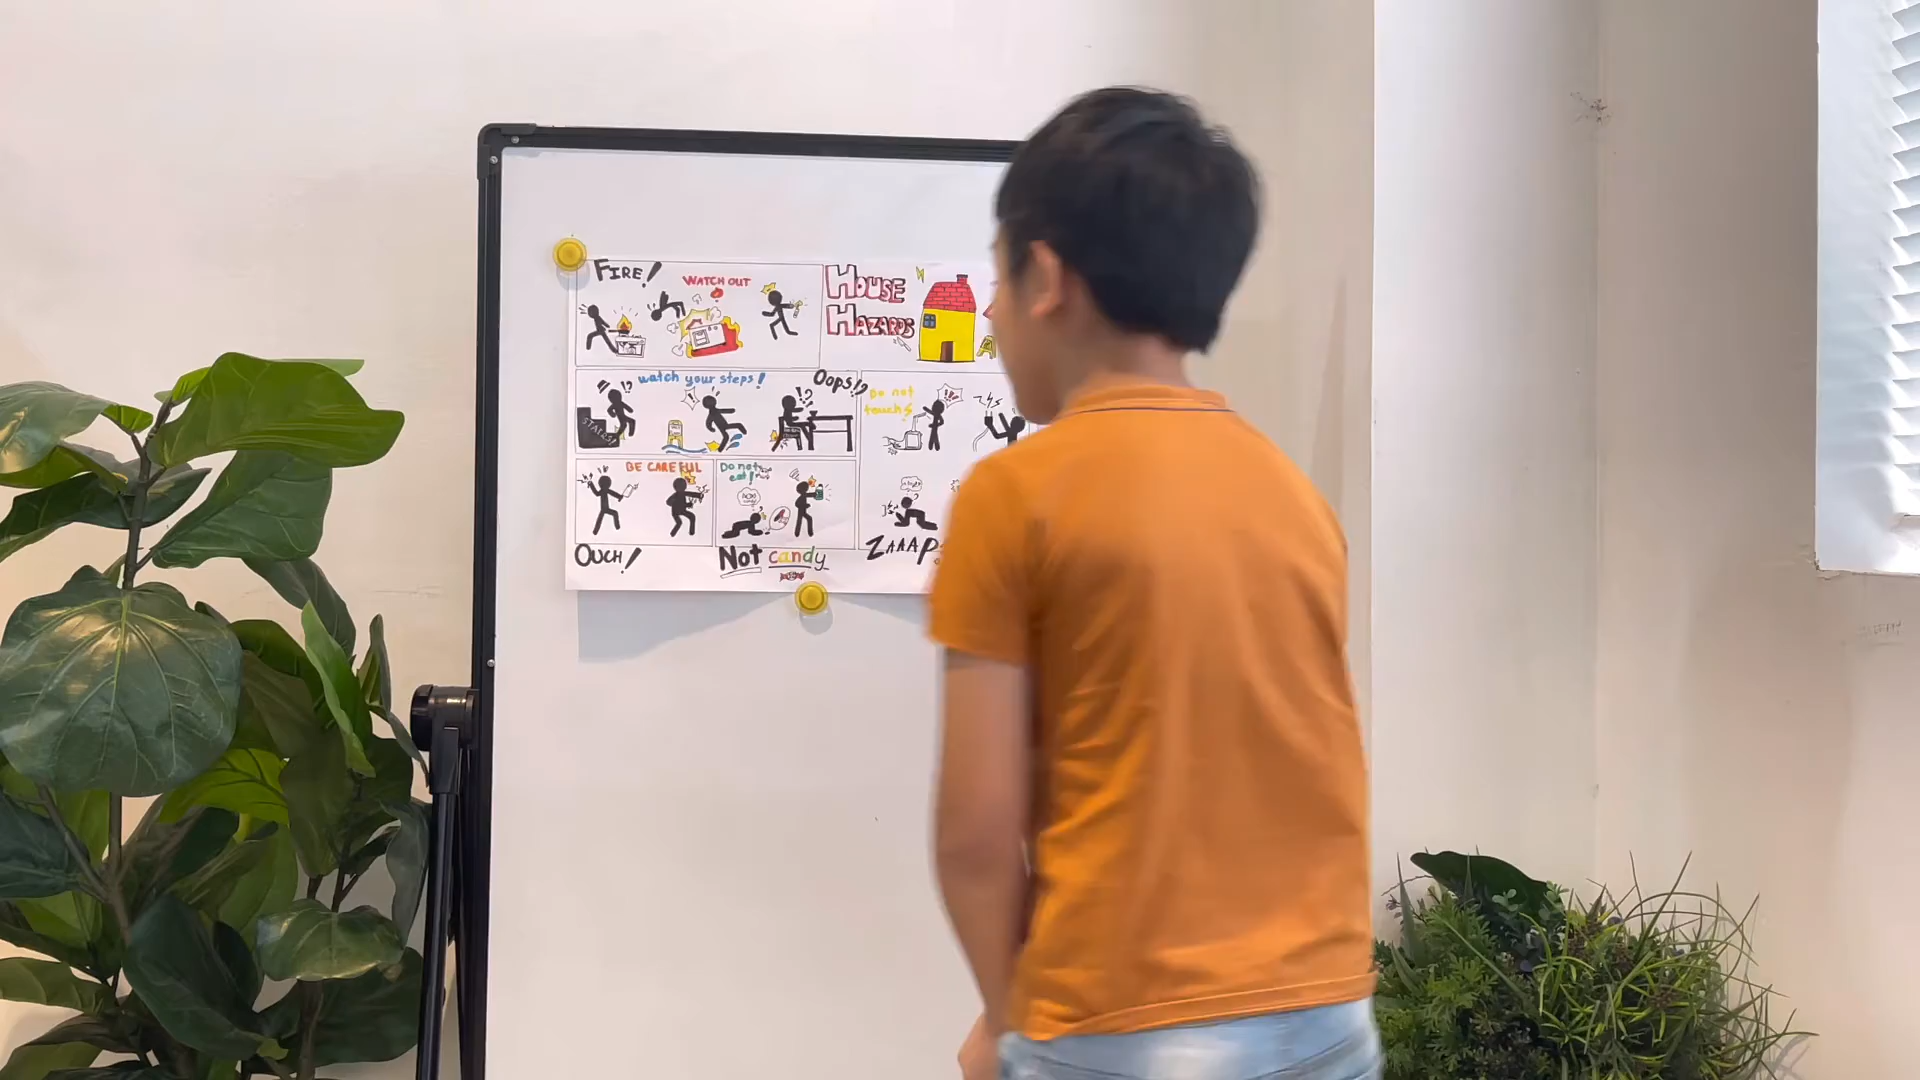 FIRE!
WATCH OUT
HOUSE
HAZARDS
watch your steps!
Oops!?
STAIRS!
Do not
touch
BE CAREFUL
Do not
eat!
OUCH!
Not candy
ZAAAP